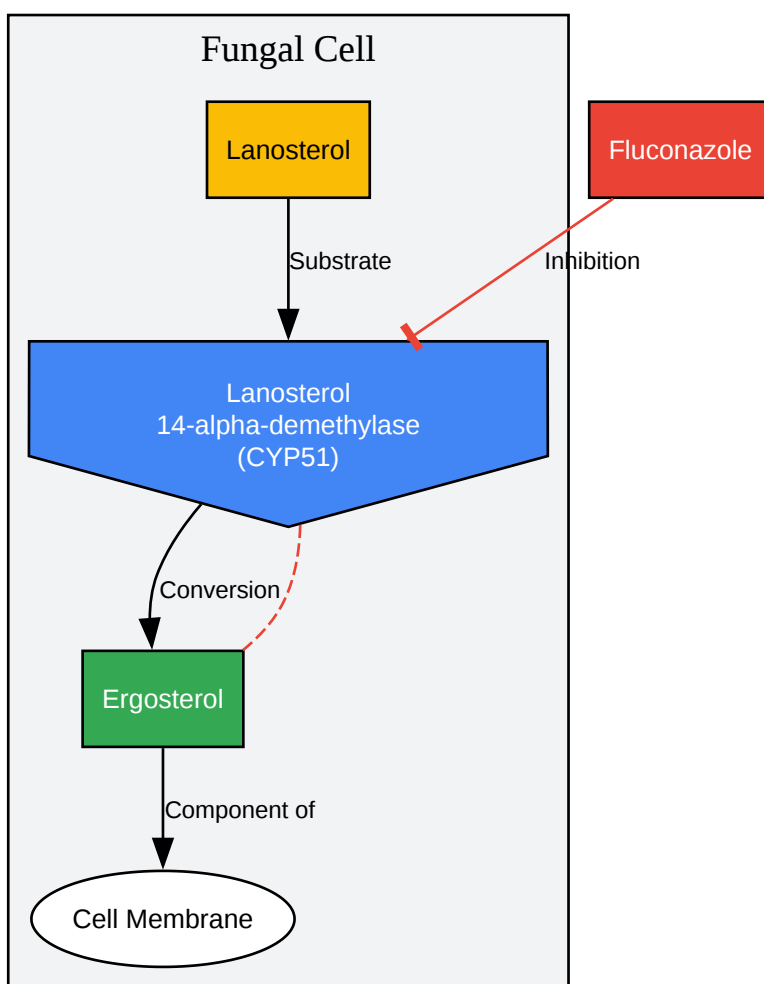 Fungal Cell
Lanosterol
Fluconazole
Substrate
Inhibition
Lanosterol
14-alpha-demethylase
(CYP51)
Conversion
Ergosterol
Component of
Cell Membrane